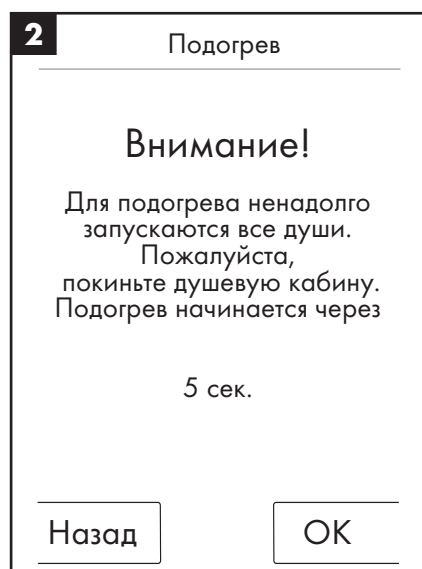 2
Подогрев
Внимание!
Для подогрева ненадолго
запускаются все души.
Пожалуйста,
покиньте душевую кабину.
Подогрев начинается через
5 сек.
Назад
OK